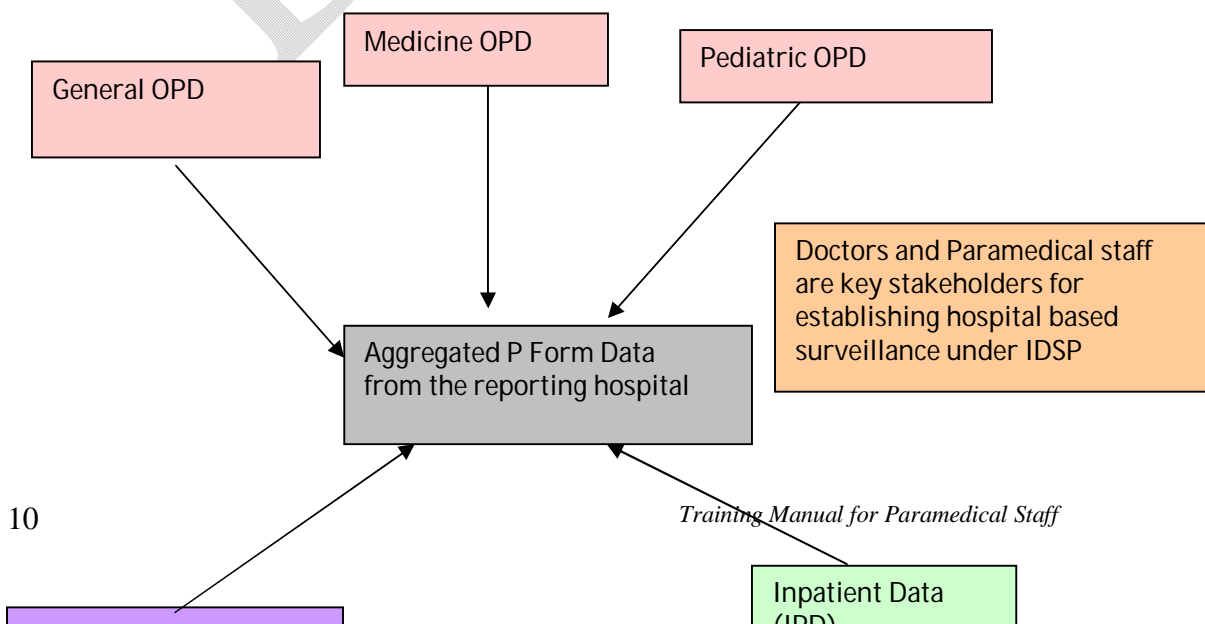 Medicine OPD
Pediatric OPD
General OPD
Doctors and Paramedical staff
are key stakeholders for
establishing hospital based
surveillance under IDSP
Aggregated P Form Data
from the reporting hospital
10
Training Manual for Paramedical Staff
Inpatient Data
(IPD)